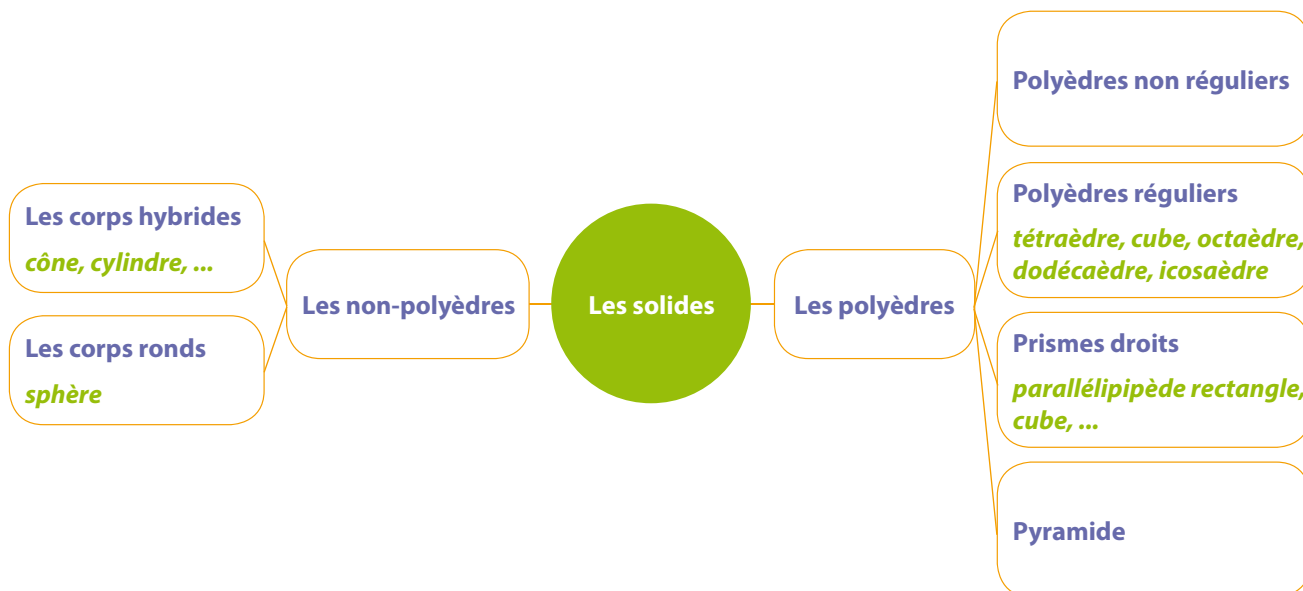 Les corps hybrides
cône, cylindre, ...
Les corps ronds
sphère
Les non-polyèdres
Les solides
Les polyèdres
Polyèdres non réguliers
Polyèdres réguliers
tétraèdre, cube, octaèdre,
dodécaèdre, icosaèdre
Prismes droits
parallélipipède rectangle,
cube, ...
Pyramide